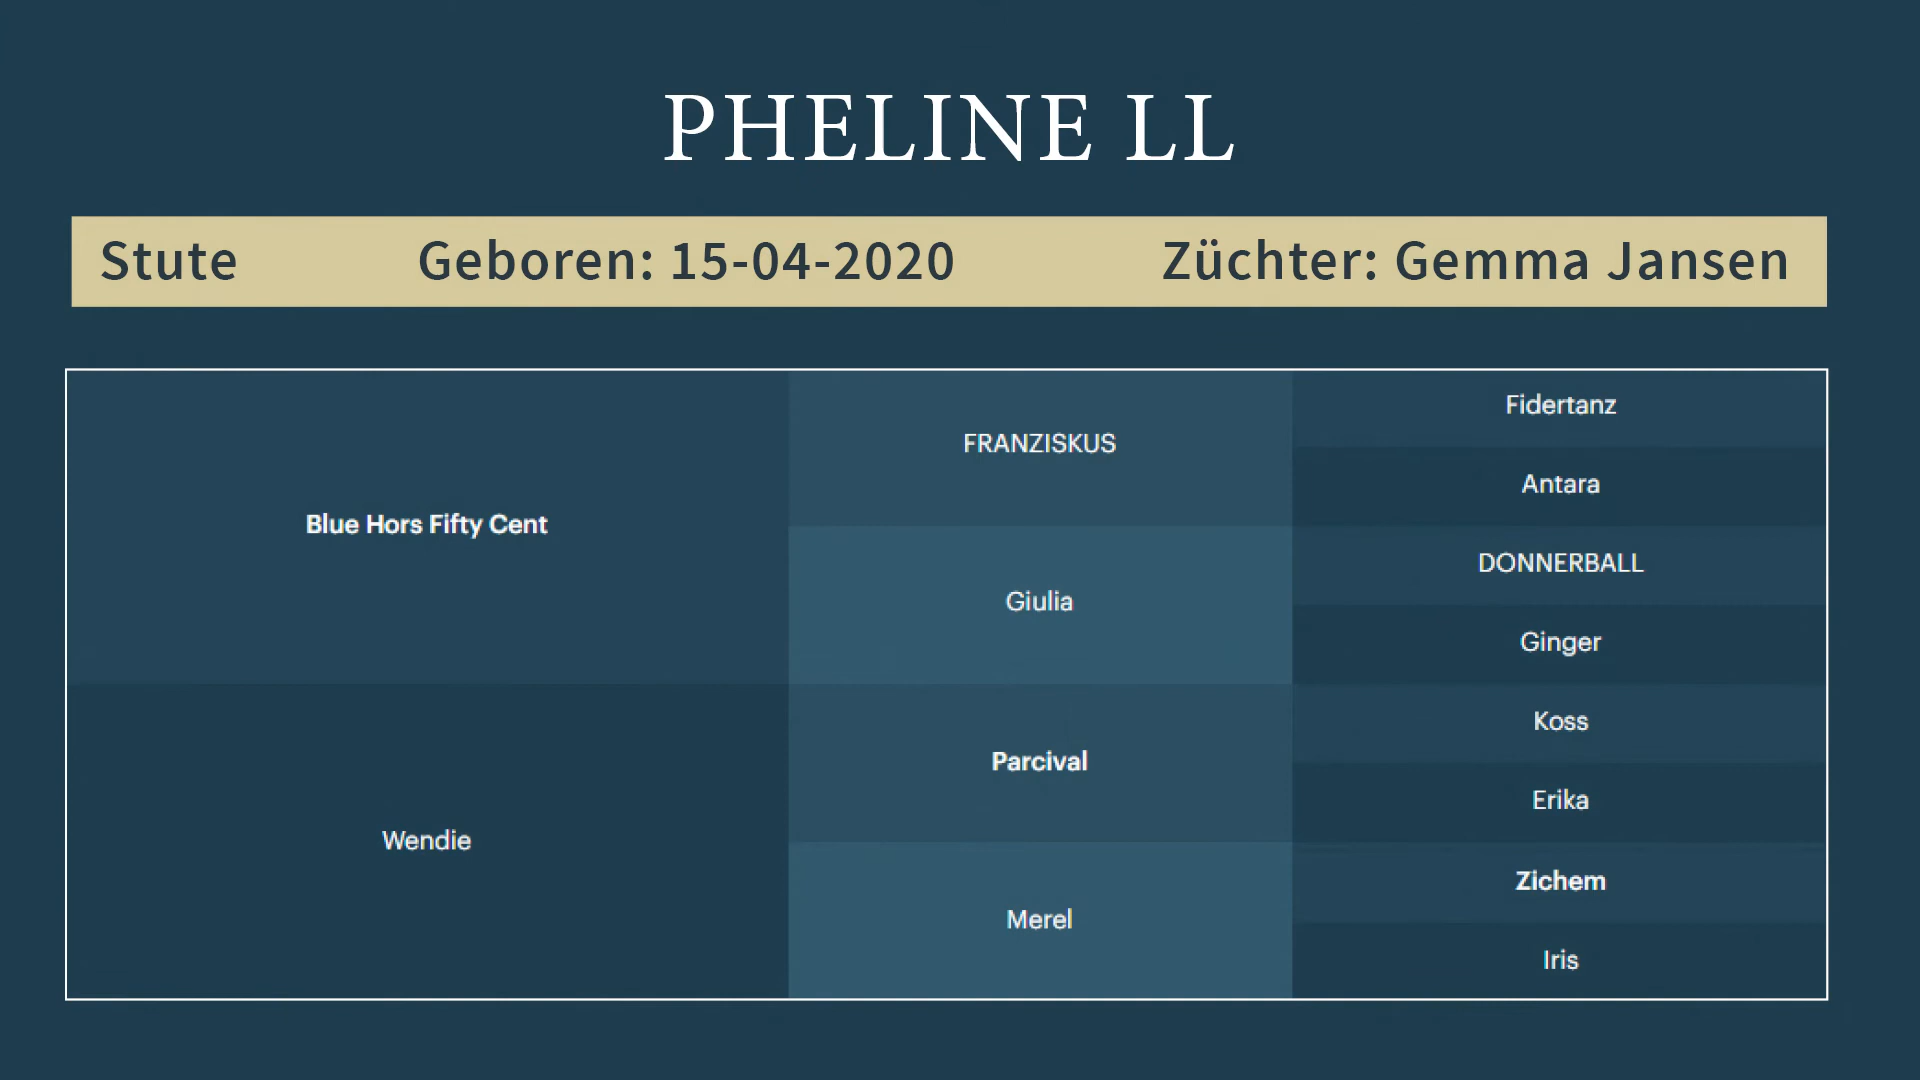 PHELINE LL
Stute Geboren: 15-04-2020 Züchter: Gemma Jansen
Blue Hors Fifty Cent
Wendie
FRANZISKUS
Giulia
Parcival
Merel
Fidertanz
Antara
DONNERBALL
Ginger
Koss
Erika
Zichem
Iris